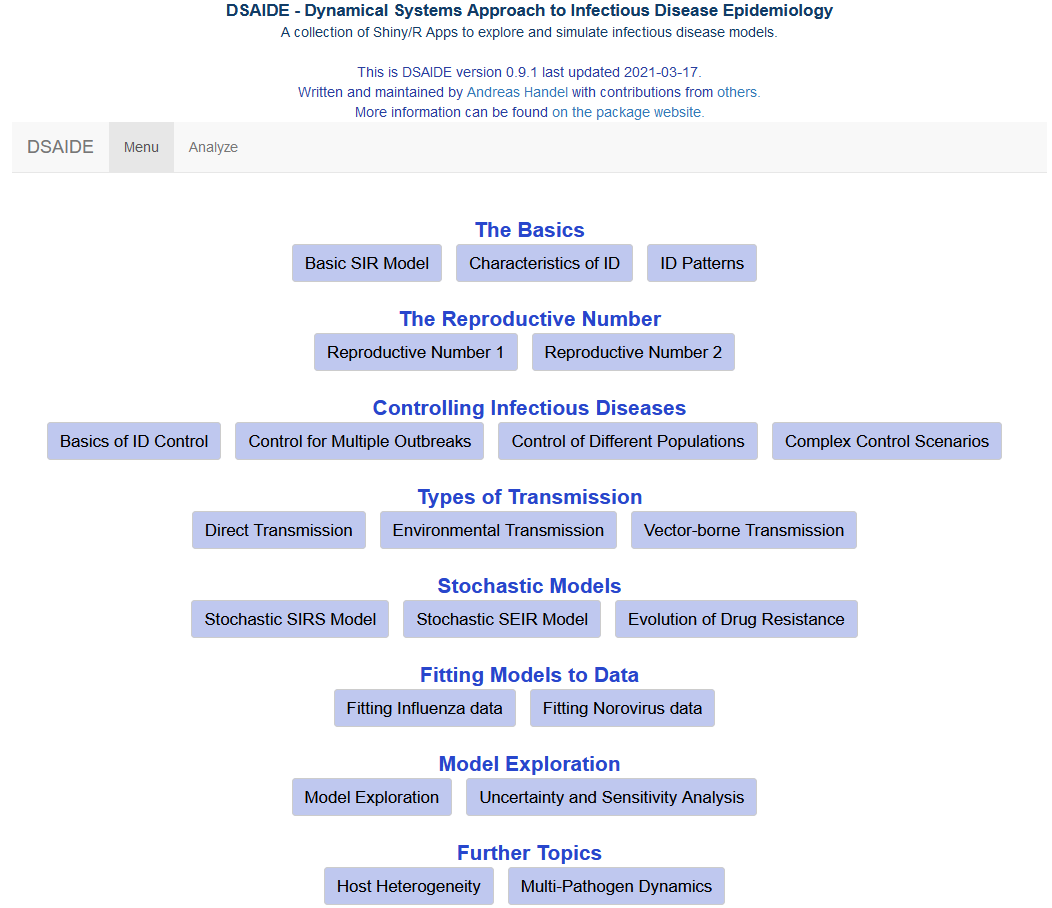 DSAIDE - Dynamical Systems Approach to Infectious Disease Epidemiology
A collection of Shiny/R Apps to explore and simulate infectious disease models.
This is DSAIDE version 0.9.1 last updated 2021-03-17.
Written and maintained by Andreas Handel with contributions from others.
More information can be found on the package website.
DSAIDE Menu Analyze
The Basics
Basic SIR Model Characteristics of ID ID Patterns
The Reproductive Number
Reproductive Number 1 Reproductive Number 2
Controlling Infectious Diseases
Basics of ID Control Control for Multiple Outbreaks Control of Different Populations Complex Control Scenarios
Types of Transmission
Direct Transmission Environmental Transmission Vector-borne Transmission
Stochastic Models
Stochastic SIRS Model Stochastic SEIR Model Evolution of Drug Resistance
Fitting Models to Data
Fitting Influenza data Fitting Norovirus data
Model Exploration
Model Exploration Uncertainty and Sensitivity Analysis
Further Topics
Host Heterogeneity Multi-Pathogen Dynamics